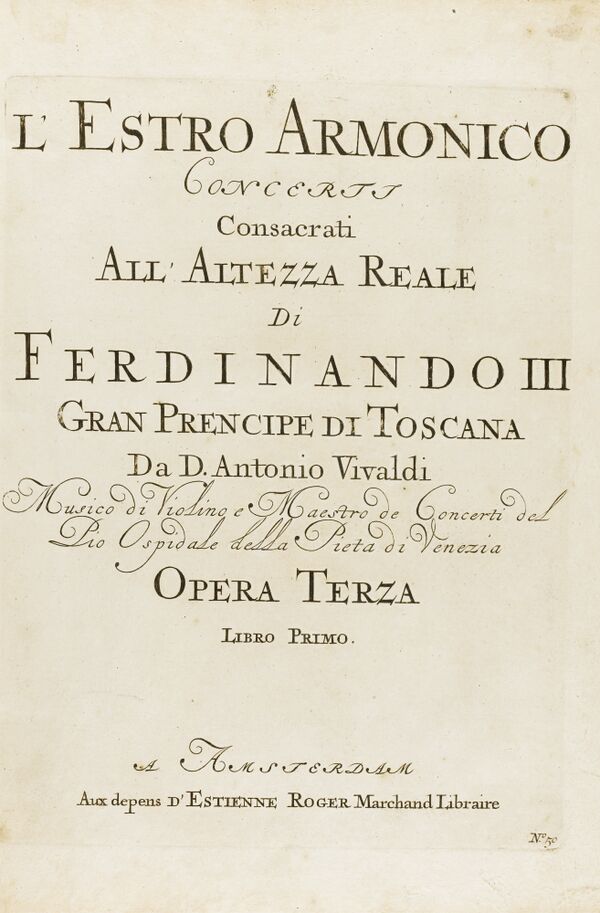 L' ESTRO ARMONICO
CONCERTI
Consacrati
ALL' ALTEZZA REALE
Di
FERDINANDO III
GRAN PRENCIPE DI TOSCANA
Da D. Antonio Vivaldi
Musico di Violino e Maestro de Concerti del
Pio Ospidale della Pieta di Venezia
OPERA TERZA
LIBRO PRIMO.
A AMSTERDAM
Aux depens D'ESTIENNE ROGER Marchand Libraire
No. 50